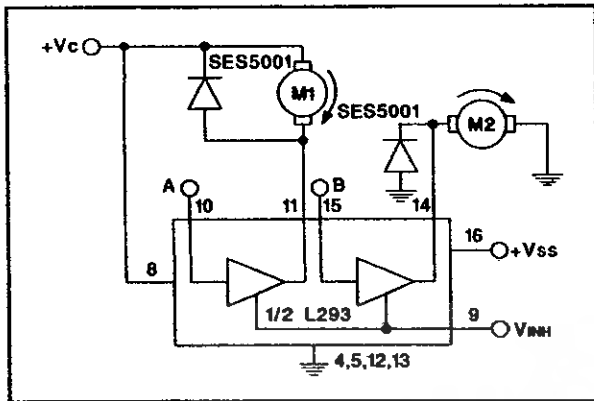 +Vc
SES5001
M1
SES5001
M2
A
B
10
11
15
14
16
+Vss
8
1/2 L293
9
VINH
4,5,12,13